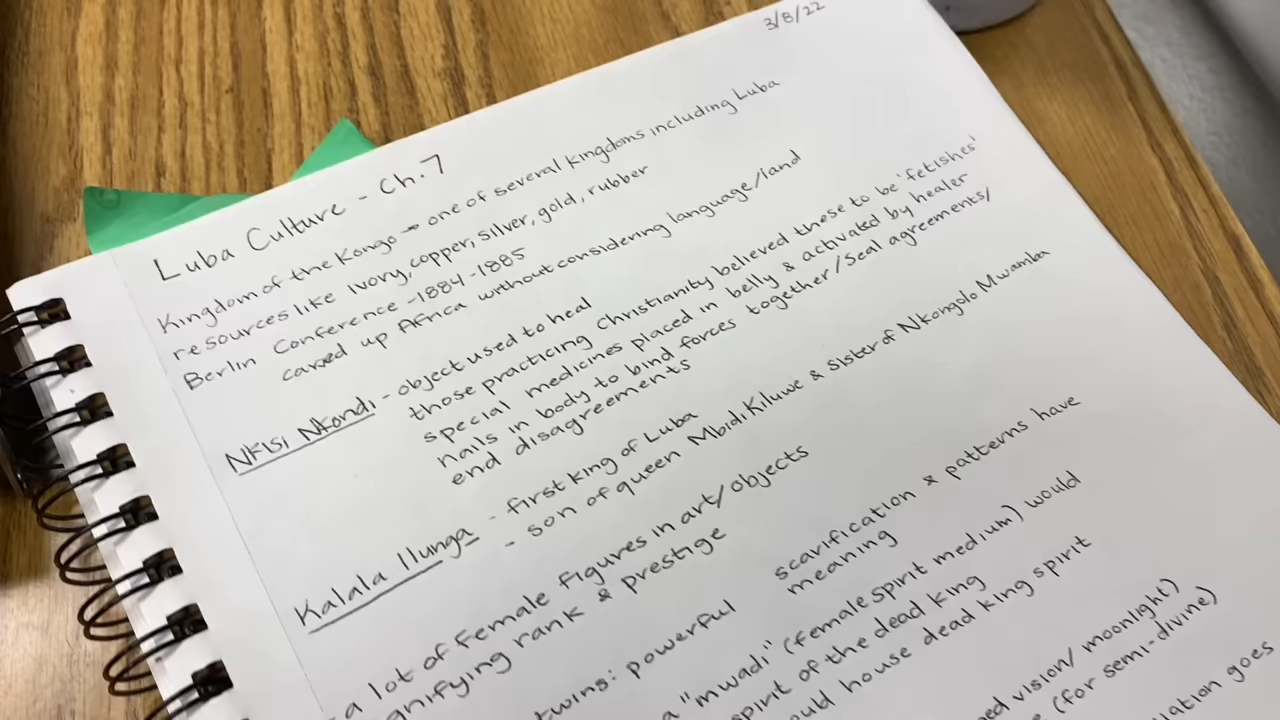 3/8/22
Luba Culture - Ch. 7
Kingdom of the Kongo → one of several kingdoms including Luba
resources like Ivory, copper, silver, gold, rubber
Berlin Conference - 1884-1885
carved up Africa without considering language/land
NKISI NKondi - object used to heal
those practicing Christianity believed these to be 'fetishes'
special medicines placed in belly & activated by healer
nails in body to bind forces together/seal agreements/
end disagreements
Kalala Ilunga - first king of Luba
- son of queen Mbidi Kiluwe & sister of Nkongolo Mwamba
a lot of female figures in art/objects
signifying rank & prestige
twins: powerful scarification & patterns have
meaning
a "mwadi" (female spirit medium) would
spirit of the dead king
would house dead king spirit
vision/moonlight)
(for semi-divine)
goes